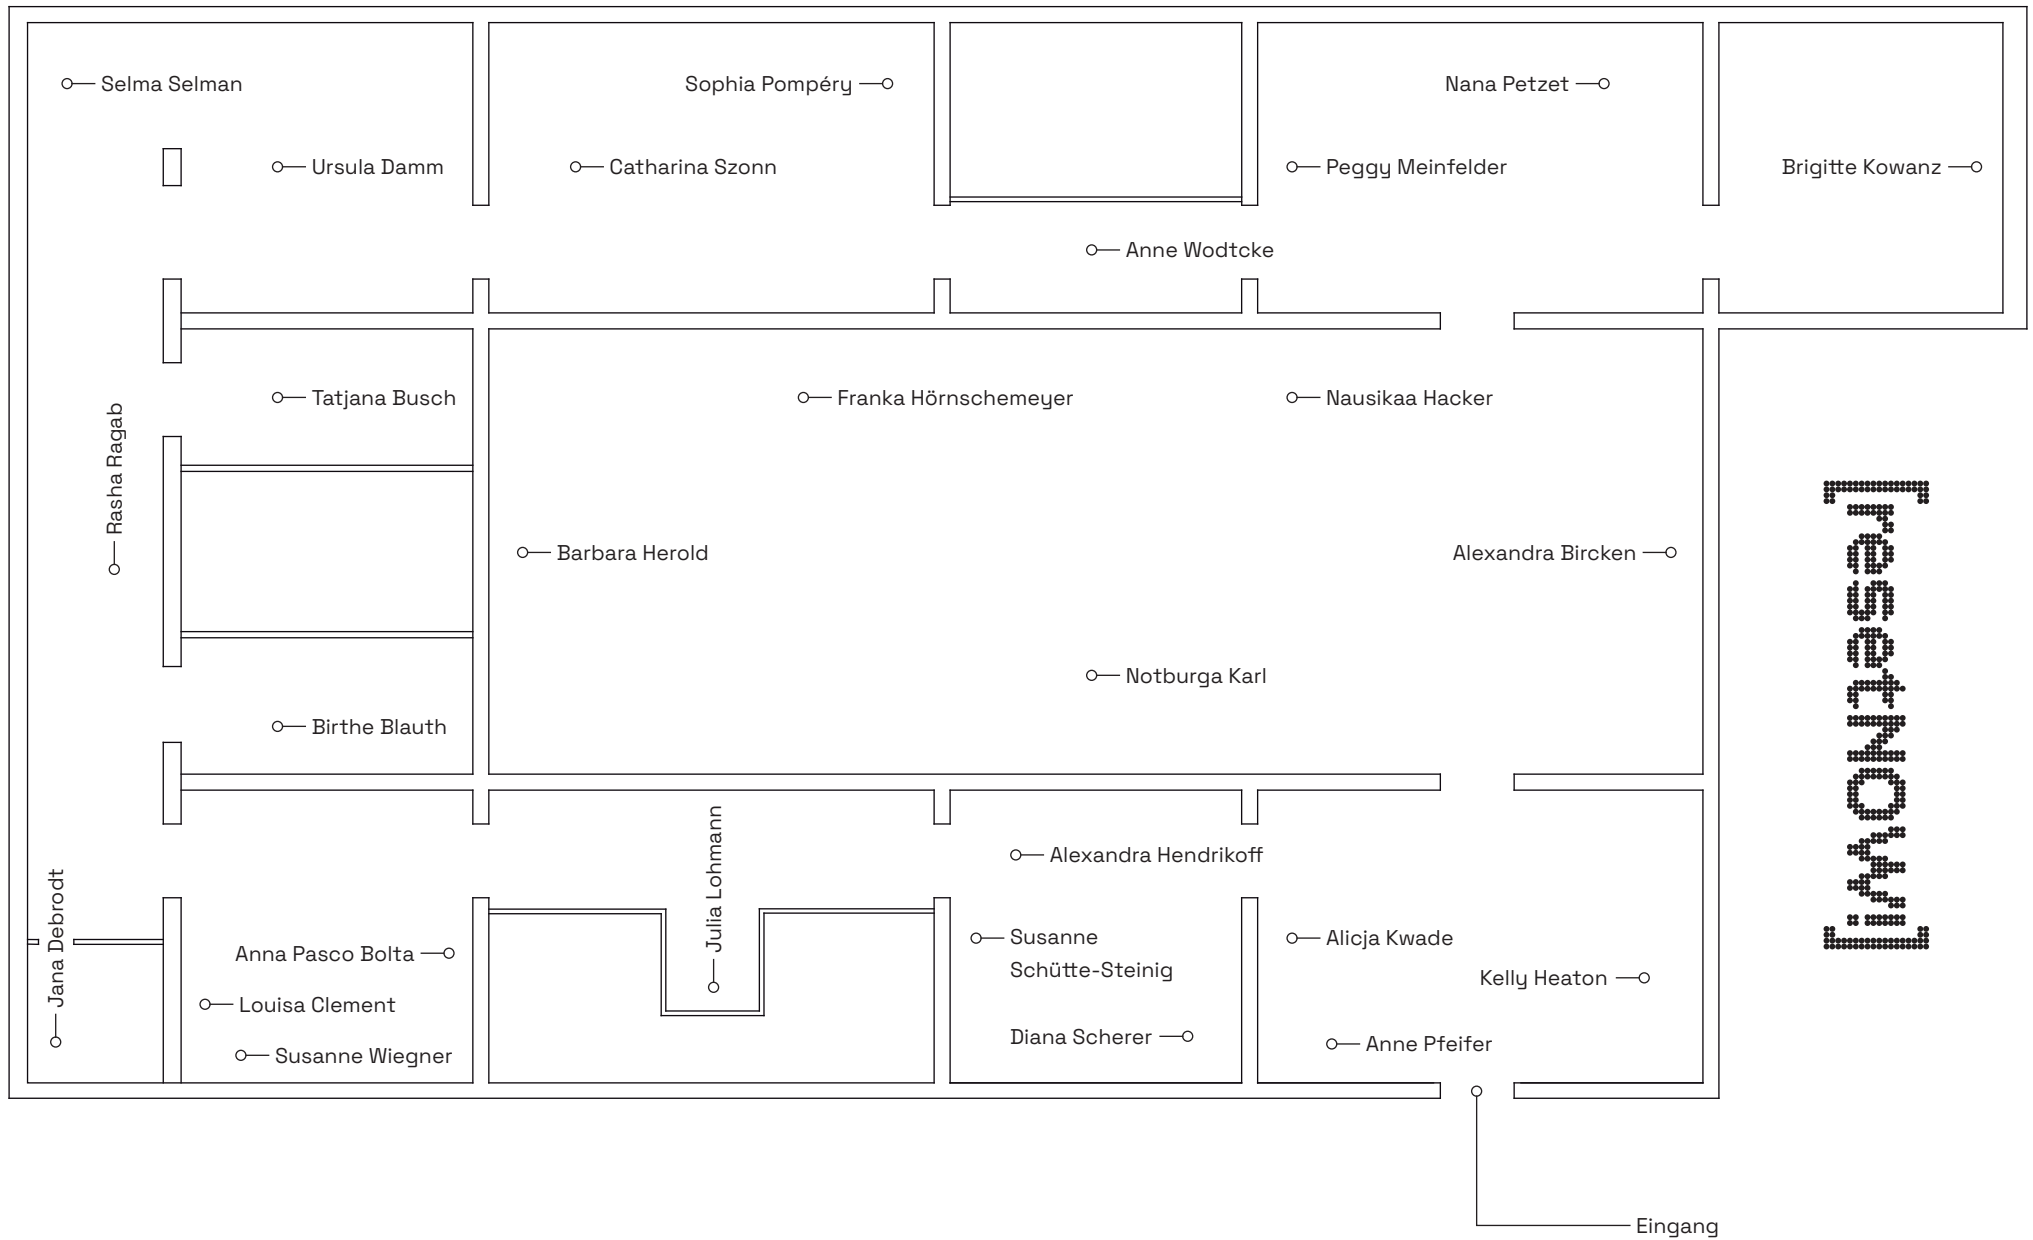 Selma Selman
Sophia Pompéry
Nana Petzet
Ursula Damm
Catharina Szonn
Peggy Meinfelder
Brigitte Kowanz
Anne Wodtcke
Tatjana Busch
Franka Hörnschemeyer
Nausikaa Hacker
Rasha Ragab
Barbara Herold
Alexandra Bircken
[resetNOW!]
Notburga Karl
Birthe Blauth
Julia Lohmann
Alexandra Hendrikoff
Jana Debrodt
Anna Pasco Bolta
Susanne
Schütte-Steinig
Alicja Kwade
Kelly Heaton
Louisa Clement
Diana Scherer
Anne Pfeifer
Susanne Wiegner
Eingang